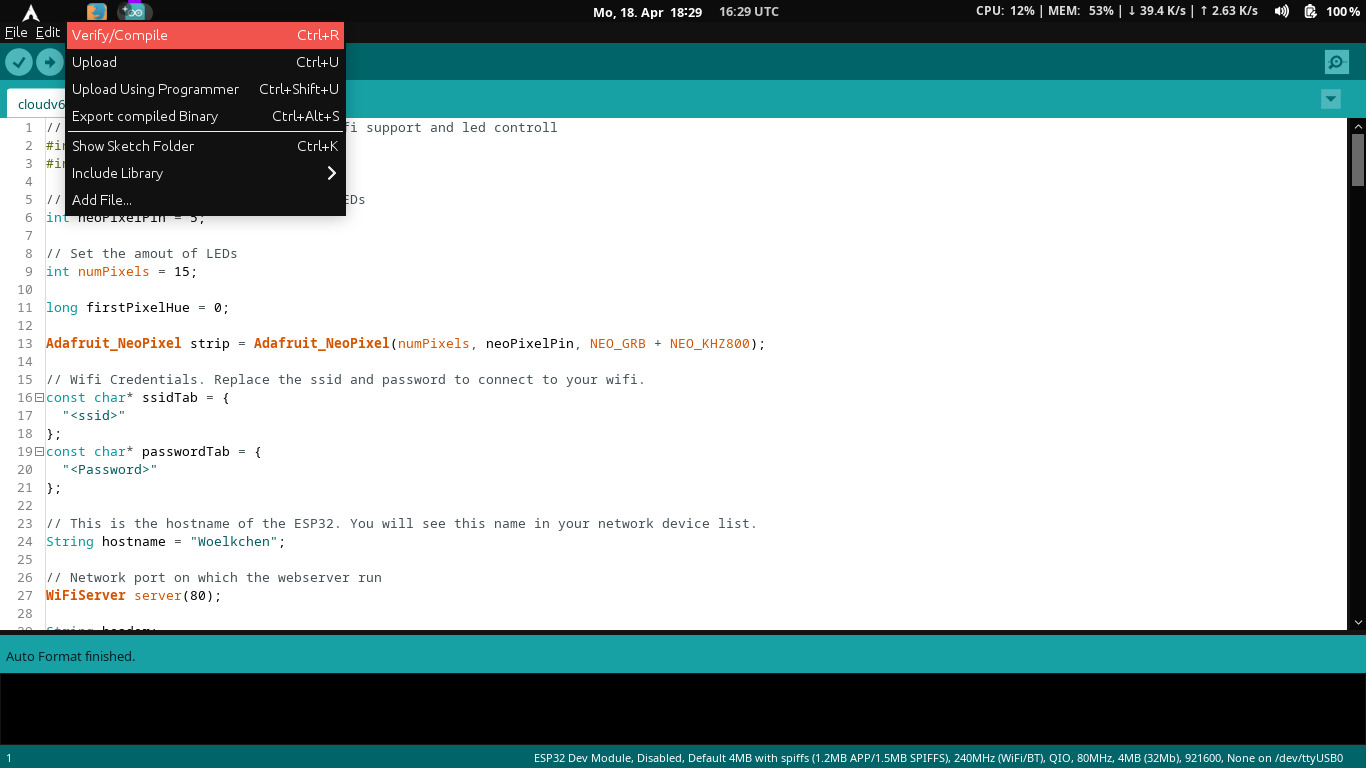 Mo, 18. Apr 18:29 16:29 UTC CPU: 12% | MEM: 53% | ↓ 39.4 K/s | ↑ 2.63 K/s 100 %
File Edit
Verify/Compile Ctrl+R
Upload Ctrl+U
Upload Using Programmer Ctrl+Shift+U
Export compiled Binary Ctrl+Alt+S
Show Sketch Folder Ctrl+K
Include Library
Add File...
cloudv6
1 // fi support and led controll
2 #in
3 #in
4
5 // EDs
6 int neoPixelPin = 5;
7
8 // Set the amout of LEDs
9 int numPixels = 15;
10
11 long firstPixelHue = 0;
12
13 Adafruit_NeoPixel strip = Adafruit_NeoPixel(numPixels, neoPixelPin, NEO_GRB + NEO_KHZ800);
14
15 // Wifi Credentials. Replace the ssid and password to connect to your wifi.
16 const char* ssidTab = {
17 "<ssid>"
18 };
19 const char* passwordTab = {
20 "<Password>"
21 };
22
23 // This is the hostname of the ESP32. You will see this name in your network device list.
24 String hostname = "Woelkchen";
25
26 // Network port on which the webserver run
27 WiFiServer server(80);
28
29 String header;
Auto Format finished.
1 ESP32 Dev Module, Disabled, Default 4MB with spiffs (1.2MB APP/1.5MB SPIFFS), 240MHz (WiFi/BT), QIO, 80MHz, 4MB (32Mb), 921600, None on /dev/ttyUSB0